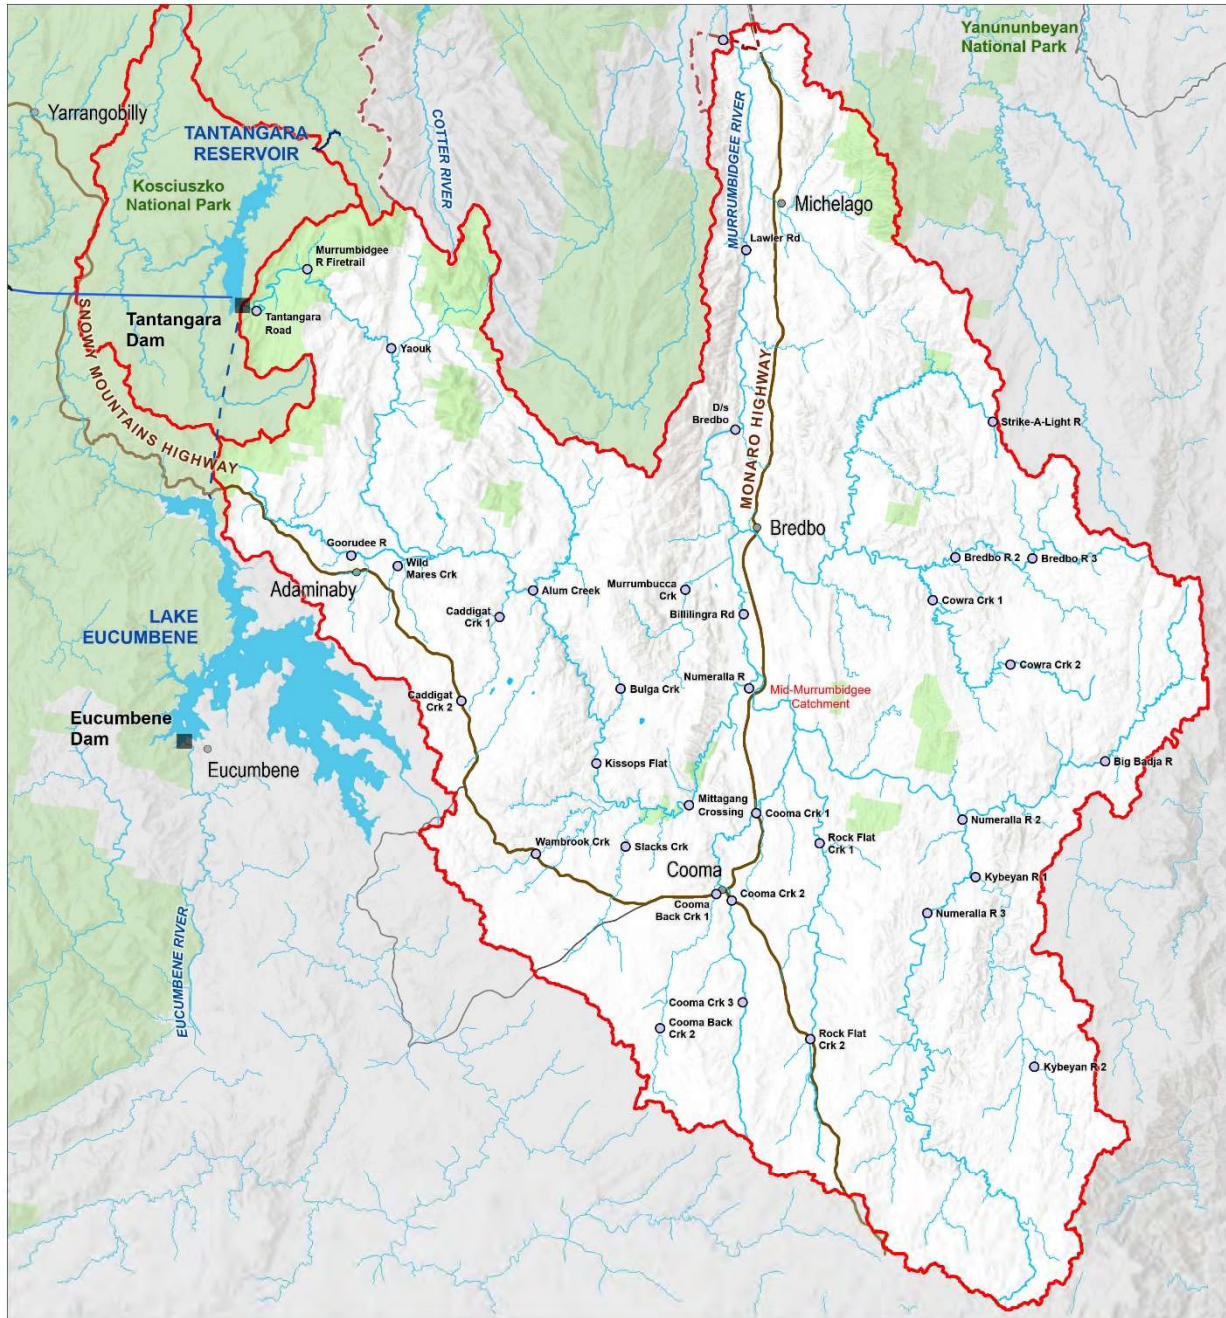 Yanununbeyan
National Park
Yarrangobilly
TANTANGARA
RESERVOIR
COTTER RIVER
MURRUMBIDGEE RIVER
Kosciuszko
National Park
Michelago
Murrumbidgee
R Firetrail
Lawler Rd
Tantangara
Dam
Tantangara
Road
SNOWY MOUNTAINS HIGHWAY
Yaouk
MONARO HIGHWAY
D/s
Bredbo
Strike-A-Light R
Bredbo
Goorudee R
Wild
Mares Crk
Adaminaby
Bredbo R 2
Bredbo R 3
Alum Creek
Murrumbucca
Crk
Cowra Crk 1
Caddigat
Crk 1
Billilingra Rd
LAKE
EUCUMBENE
Cowra Crk 2
Bulga Crk
Numeralla R
Mid-Murrumbidgee
Catchment
Caddigat
Crk 2
Eucumbene
Dam
Eucumbene
Kissops Flat
Big Badja R
Mittagang
Crossing
Cooma Crk 1
Numeralla R 2
Wambrook Crk
Slacks Crk
Rock Flat
Crk 1
Cooma
Kybeyan R 1
Cooma
Back Crk 1
Cooma Crk 2
Numeralla R 3
EUCUMBENE RIVER
Cooma Crk 3
Cooma Back
Crk 2
Rock Flat
Crk 2
Kybeyan R 2